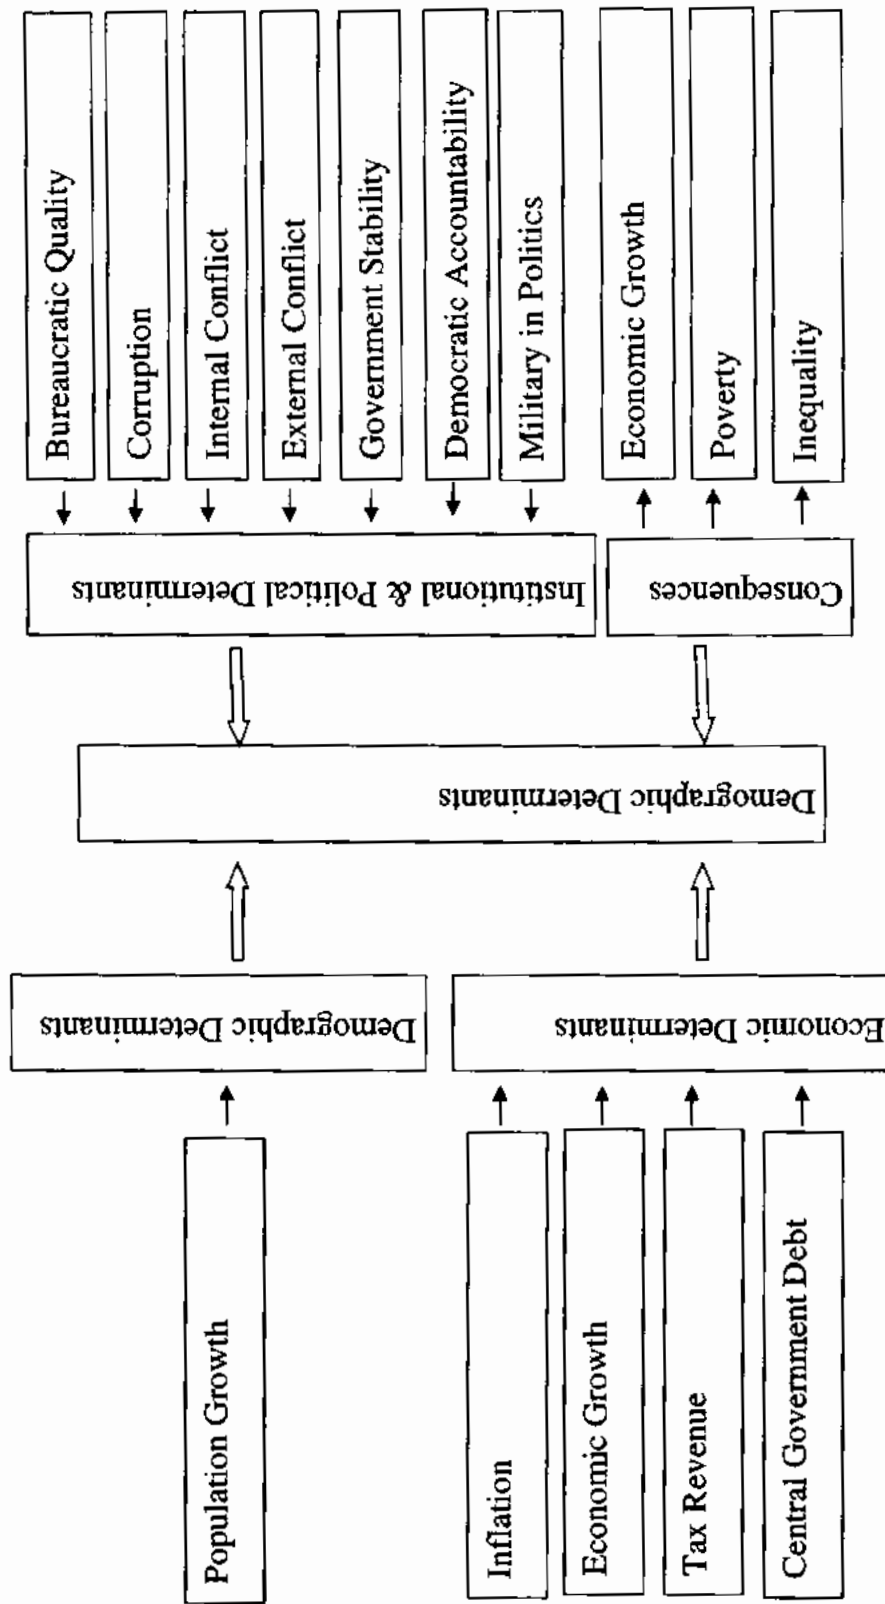 Population Growth
Inflation
Economic Growth
Tax Revenue
Central Government Debt
Demographic Determinants
Economic Determinants
Demographic Determinants
Institutional & Political Determinants
Consequences
Bureaucratic Quality
Corruption
Internal Conflict
External Conflict
Government Stability
Democratic Accountability
Military in Politics
Economic Growth
Poverty
Inequality